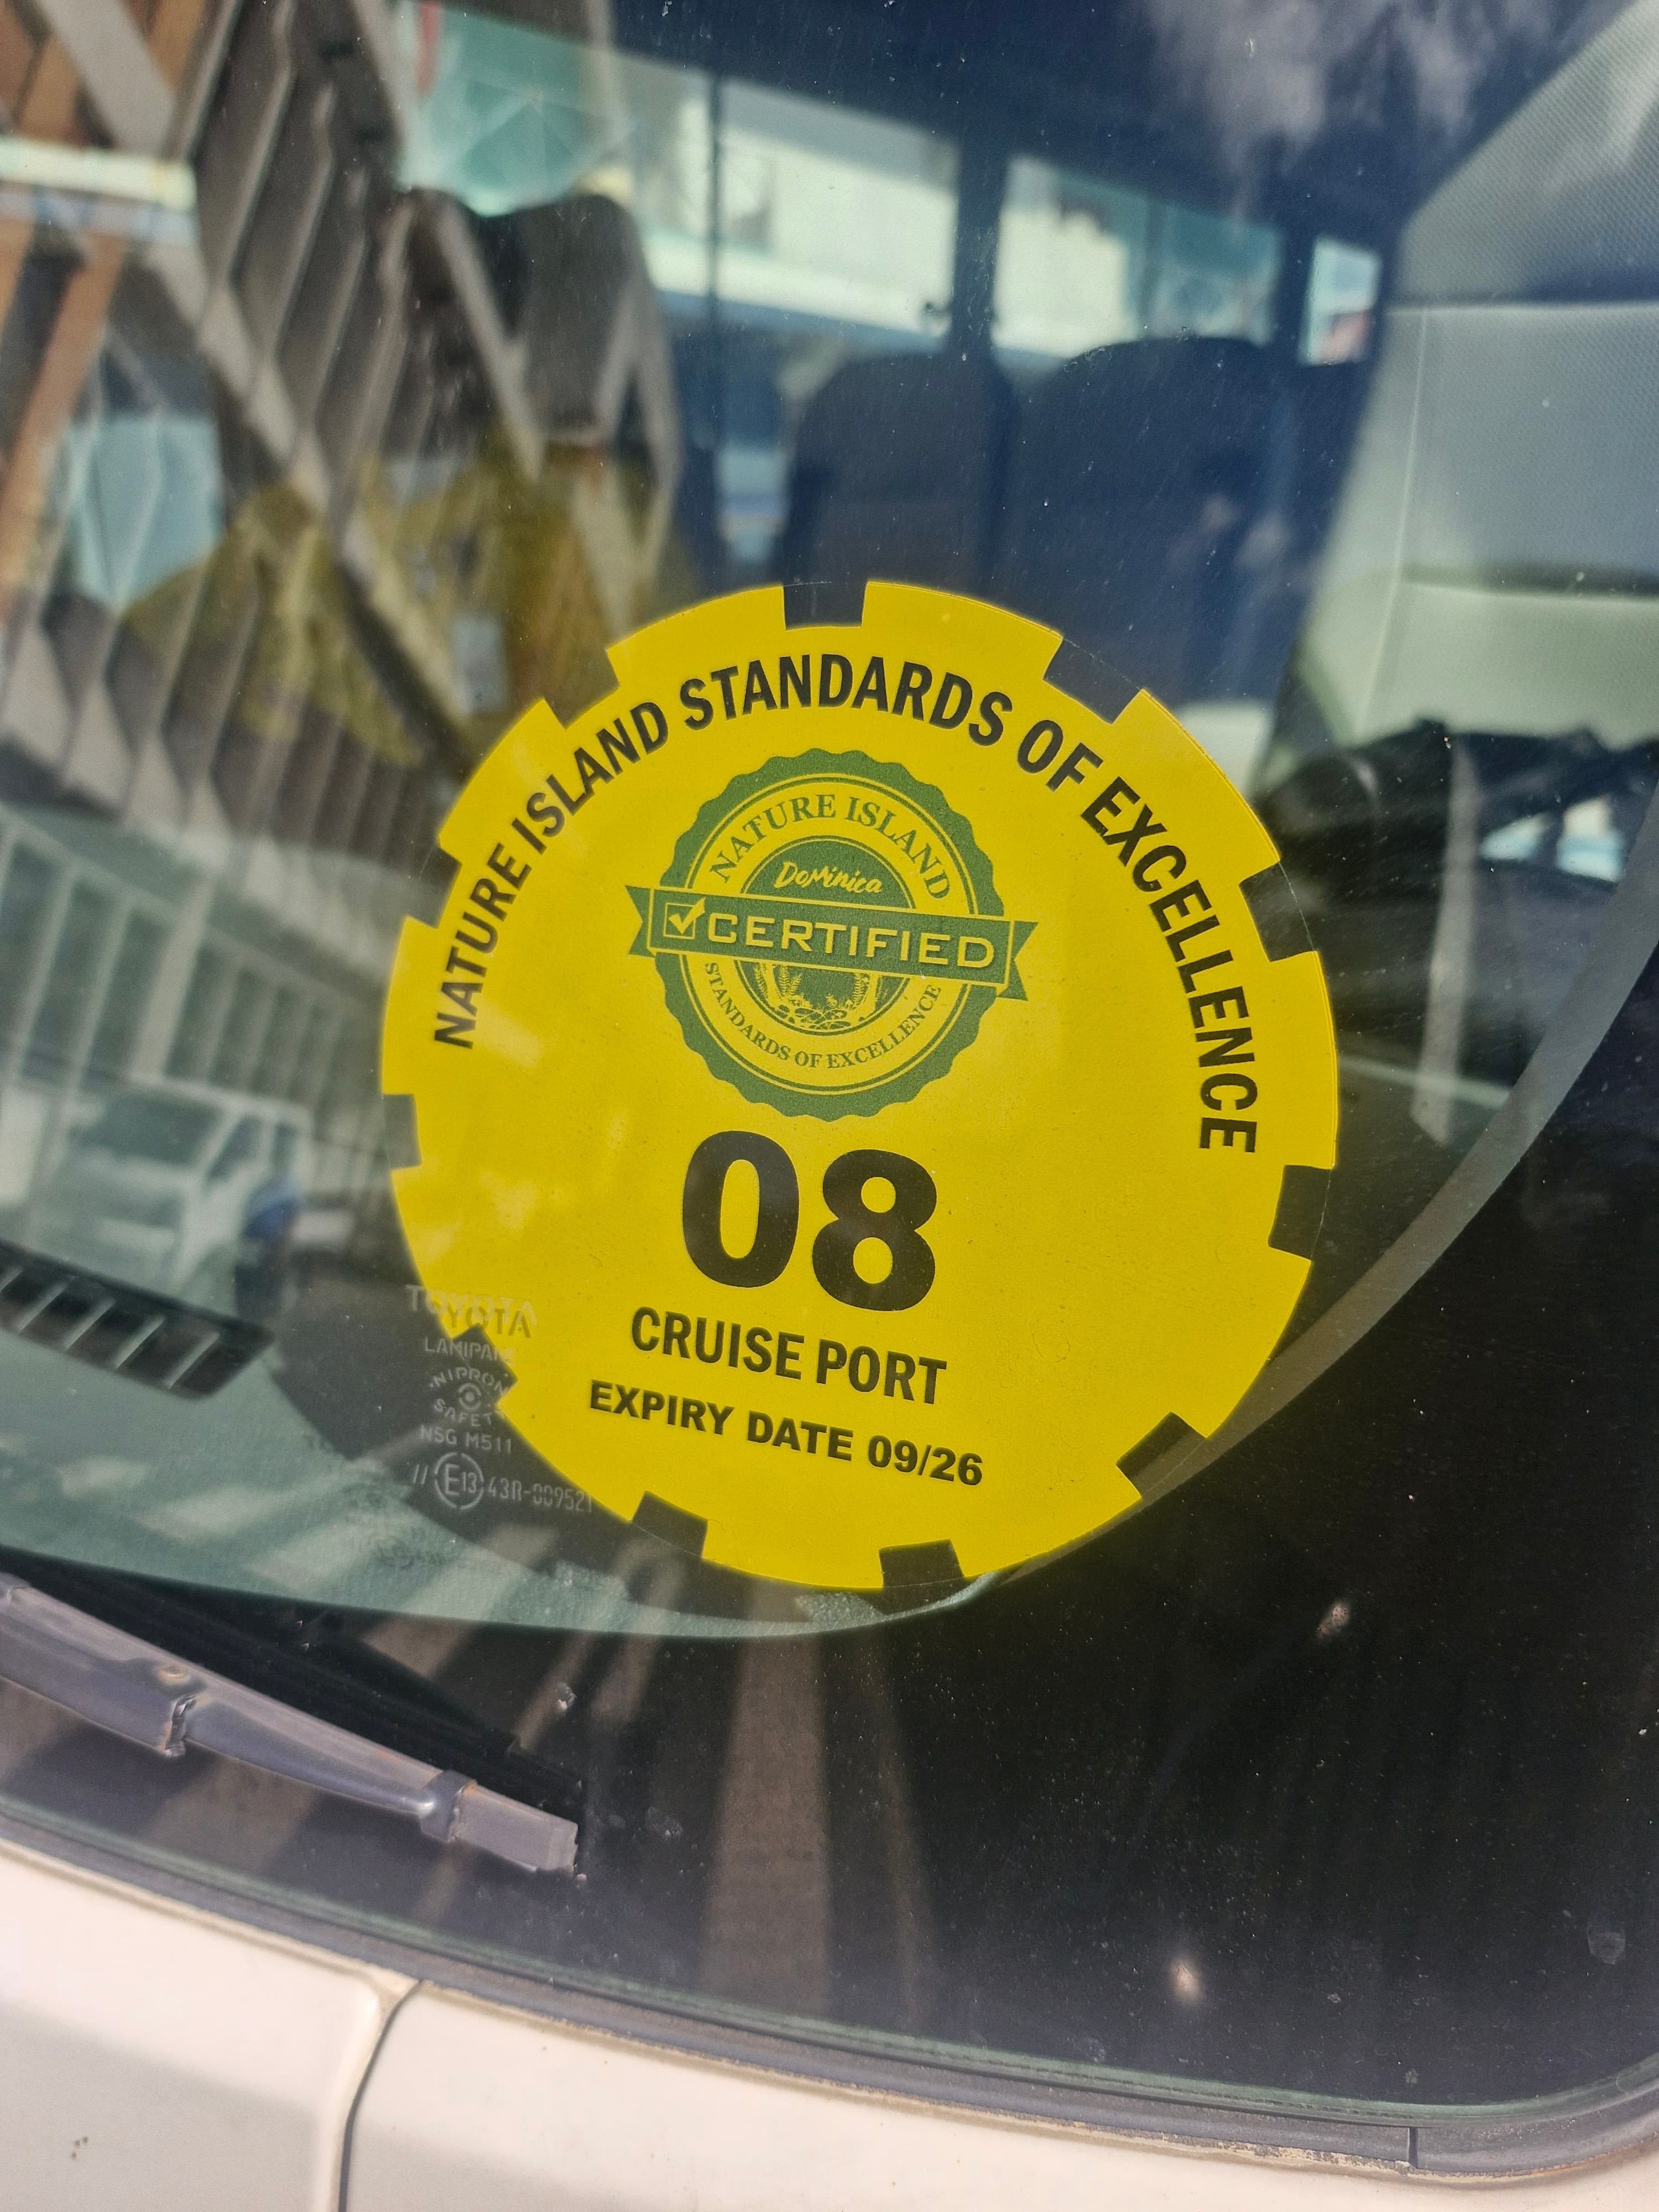 NATURE ISLAND STANDARDS OF EXCELLENCE
NATURE ISLAND
Dominica
CERTIFIED
STANDARDS OF EXCELLENCE
08
CRUISE PORT
EXPIRY DATE 09/26
TOYOTA
NIPPON
SAFETY
NSG M511
E13 43R-009521